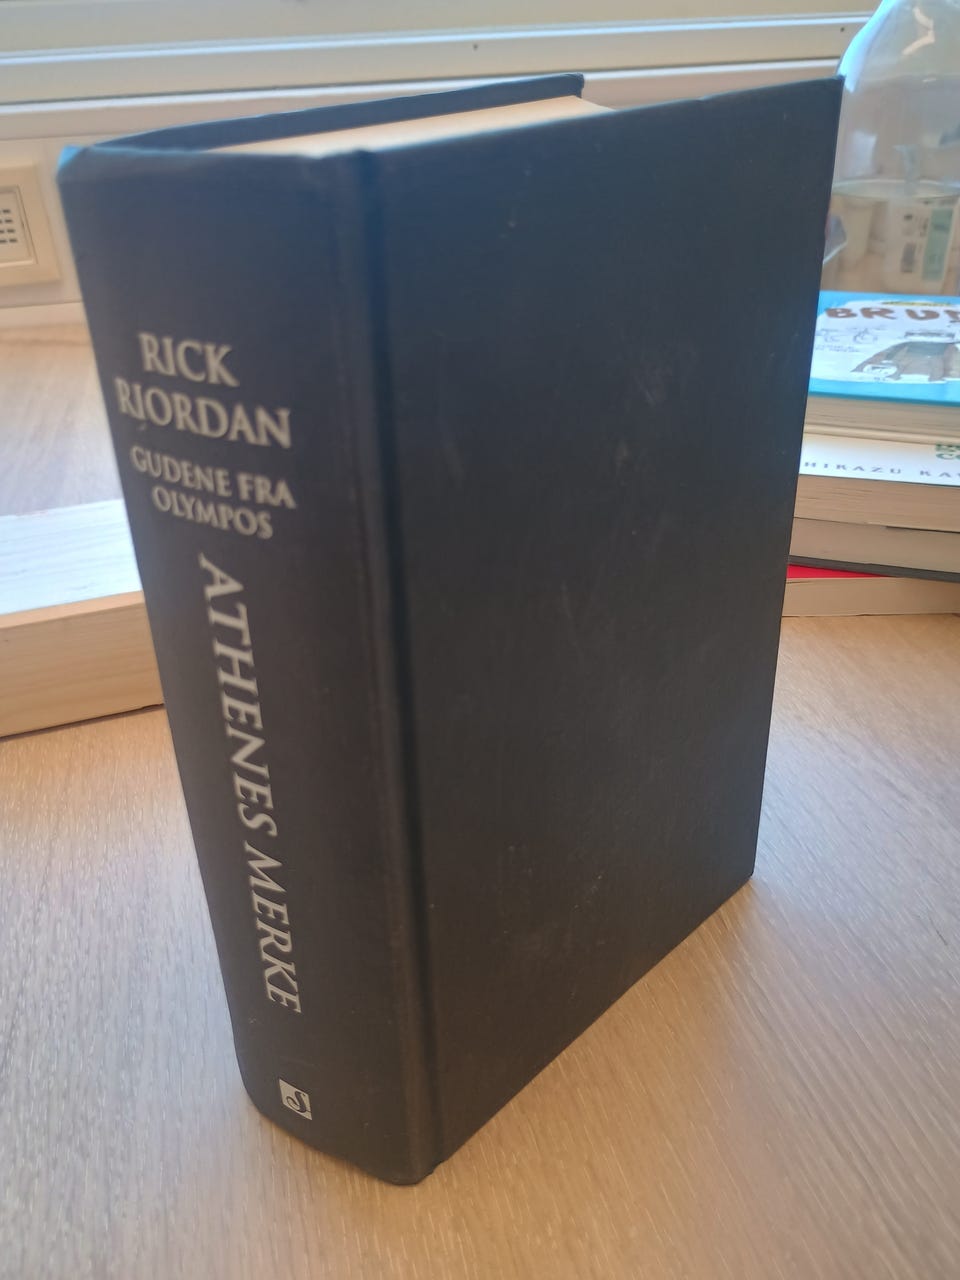 RICK
RIORDAN
GUDENE FRA
OLYMPOS
ATHENES MERKE